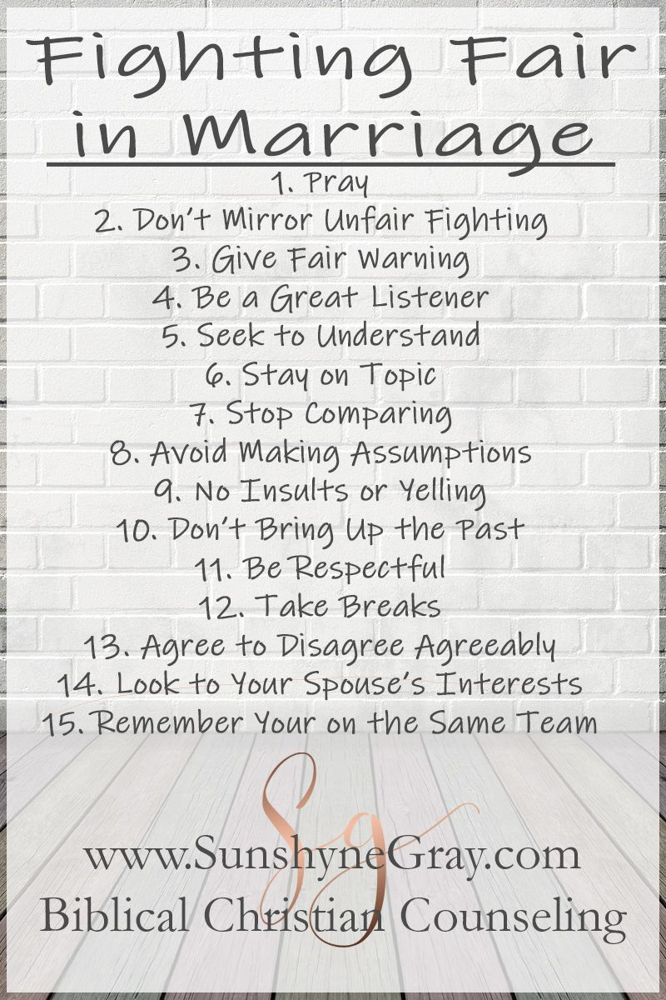 Fighting Fair
in Marriage
1. Pray
2. Don't Mirror Unfair Fighting
3. Give Fair Warning
4. Be a Great Listener
5. Seek to Understand
6. Stay on Topic
7. Stop Comparing
8. Avoid Making Assumptions
9. No Insults or Yelling
10. Don't Bring Up the Past
11. Be Respectful
12. Take Breaks
13. Agree to Disagree Agreeably
14. Look to Your Spouse's Interests
15. Remember Your on the Same Team
Sg
www.SunshyneGray.com
Biblical Christian Counseling